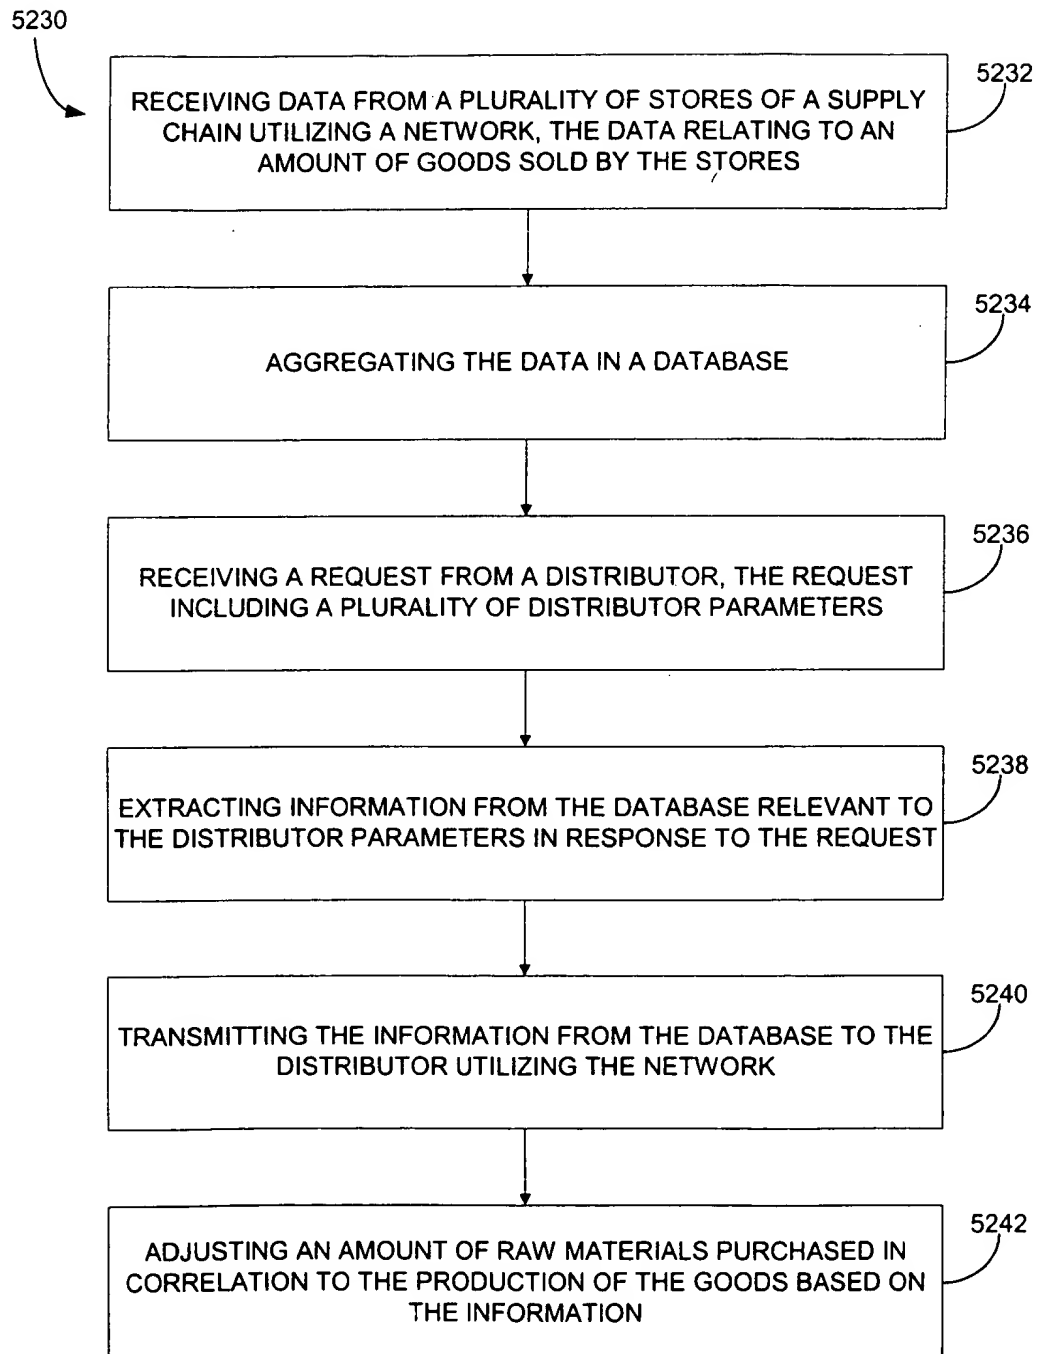 5230
5232
RECEIVING DATA FROM A PLURALITY OF STORES OF A SUPPLY
CHAIN UTILIZING A NETWORK, THE DATA RELATING TO AN
AMOUNT OF GOODS SOLD BY THE STORES
5234
AGGREGATING THE DATA IN A DATABASE
5236
RECEIVING A REQUEST FROM A DISTRIBUTOR, THE REQUEST
INCLUDING A PLURALITY OF DISTRIBUTOR PARAMETERS
5238
EXTRACTING INFORMATION FROM THE DATABASE RELEVANT TO
THE DISTRIBUTOR PARAMETERS IN RESPONSE TO THE REQUEST
5240
TRANSMITTING THE INFORMATION FROM THE DATABASE TO THE
DISTRIBUTOR UTILIZING THE NETWORK
5242
ADJUSTING AN AMOUNT OF RAW MATERIALS PURCHASED IN
CORRELATION TO THE PRODUCTION OF THE GOODS BASED ON
THE INFORMATION